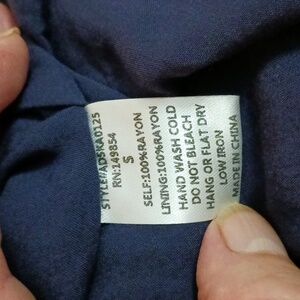 STYLE#ADSRA0125
RN:149854
S
SELF:100%RAYON
LINING:100%RAYON
HAND WASH COLD
DO NOT BLEACH
HANG OR FLAT DRY
LOW IRON
MADE IN CHINA